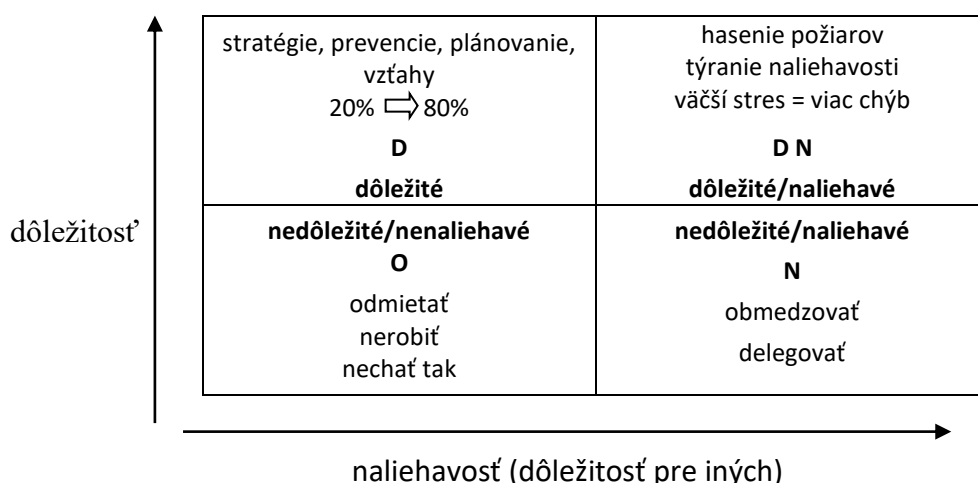 stratégie, prevencie, plánovanie,
vzťahy
20% ⇨ 80%
D
dôležité
hasenie požiarov
týranie naliehavosti
väčší stres = viac chýb
D N
dôležité/naliehavé
dôležitosť
nedôležité/nenaliehavé
O
odmietať
nerobiť
nechať tak
nedôležité/naliehavé
N
obmedzovať
delegovať
naliehavosť (dôležitosť pre iných)